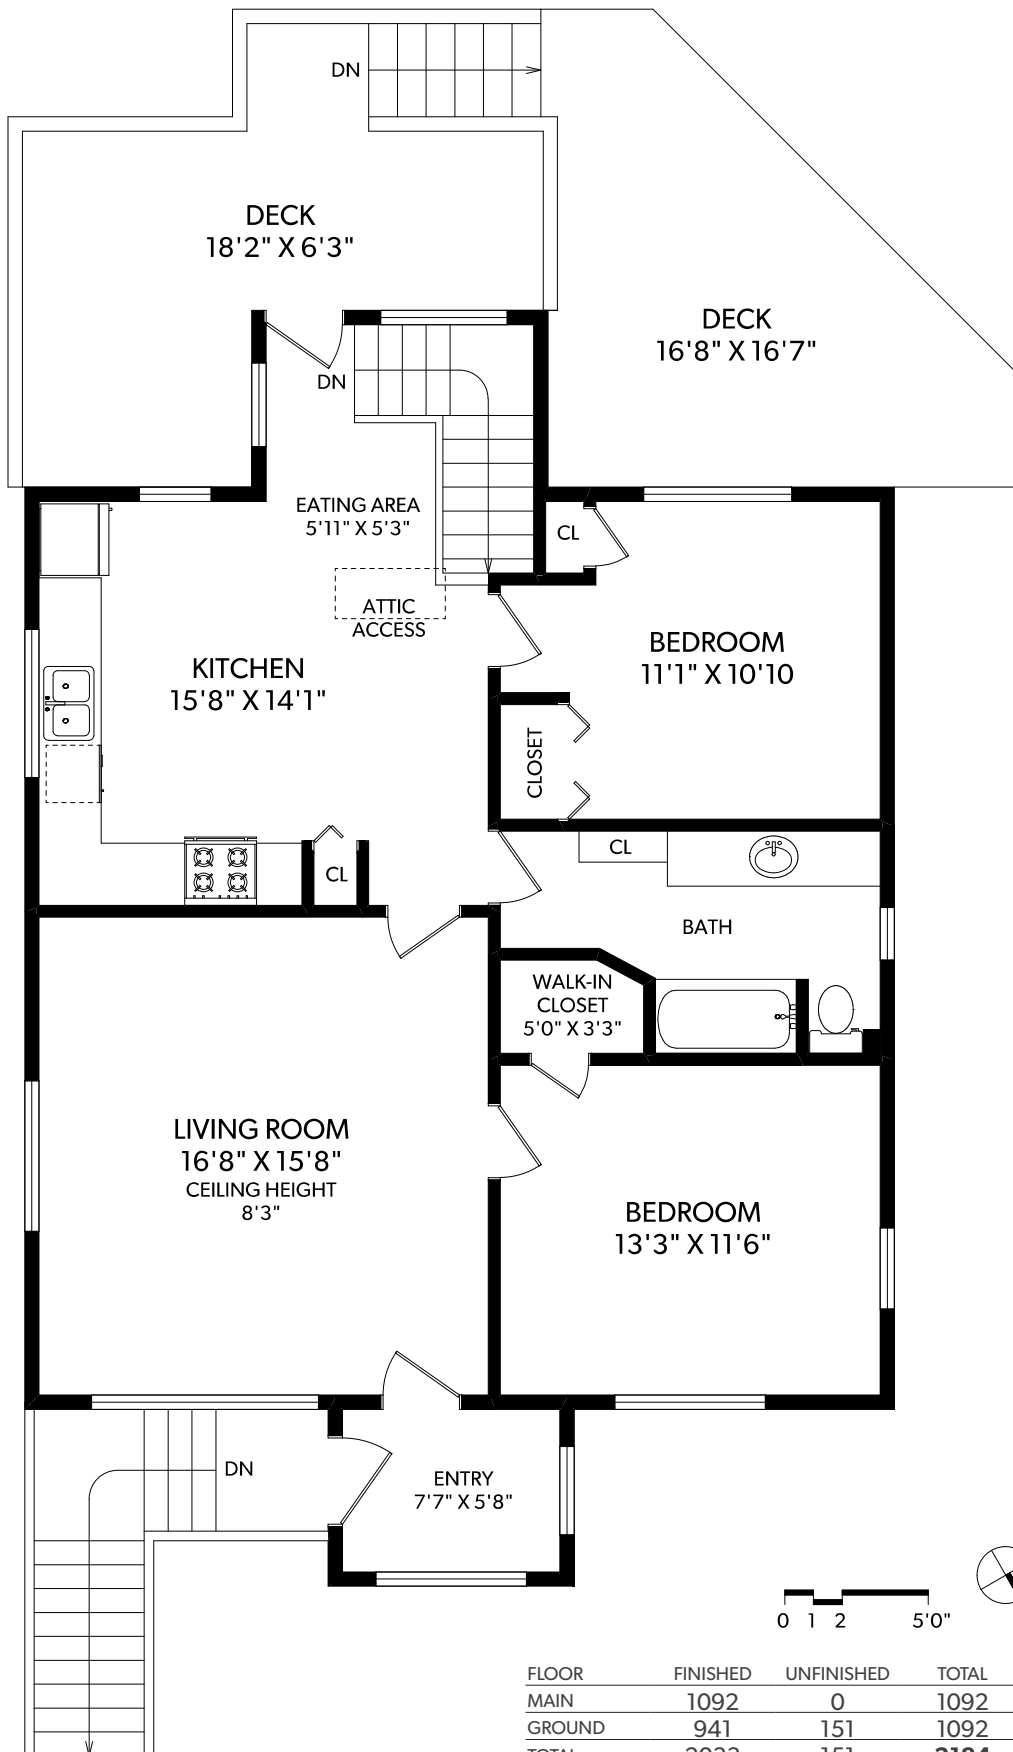 DN
DECK
18'2" X 6'3"
DECK
16'8" X 16'7"
DN
EATING AREA
5'11" X 5'3"
CL
ATTIC
ACCESS
BEDROOM
11'1" X 10'10
KITCHEN
15'8" X 14'1"
CLOSET
CL
CL
BATH
WALK-IN
CLOSET
5'0" X 3'3"
LIVING ROOM
16'8" X 15'8"
CEILING HEIGHT
8'3"
BEDROOM
13'3" X 11'6"
DN
ENTRY
7'7" X 5'8"
0 1 2 5'0"
FLOOR FINISHED UNFINISHED TOTAL
MAIN 1092 0 1092
GROUND 941 151 1092
TOTAL 2033 151 2184